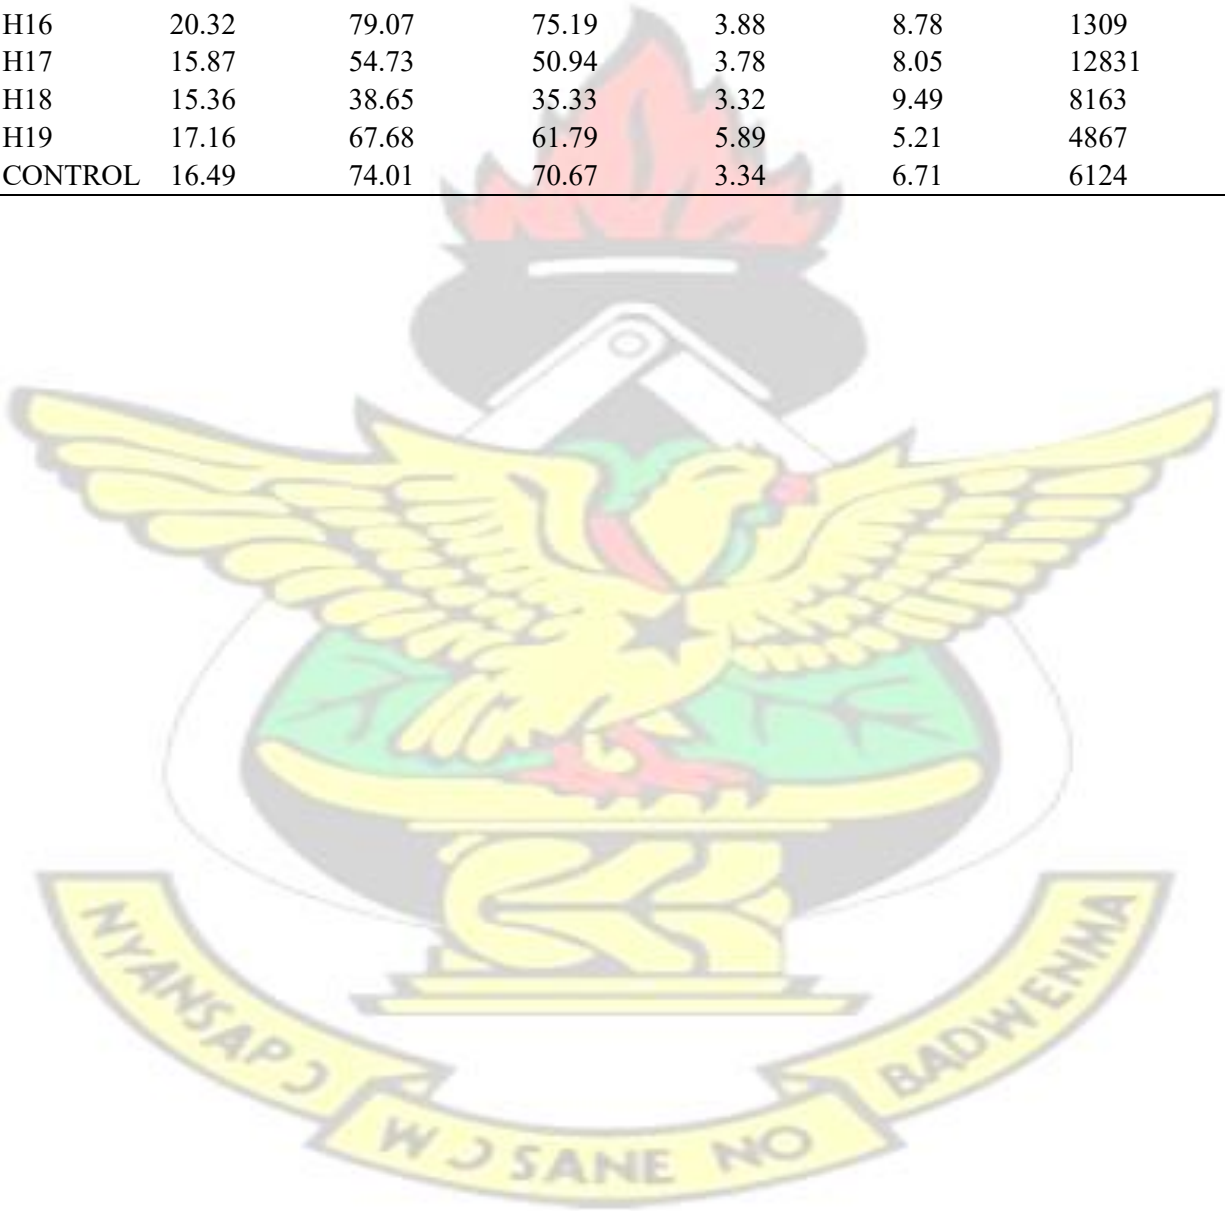 H16 20.32 79.07 75.19 3.88 8.78 1309
H17 15.87 54.73 50.94 3.78 8.05 12831
H18 15.36 38.65 35.33 3.32 9.49 8163
H19 17.16 67.68 61.79 5.89 5.21 4867
CONTROL 16.49 74.01 70.67 3.34 6.71 6124
NYANSAPƆ
WƆ SANE NO
BADWENMA